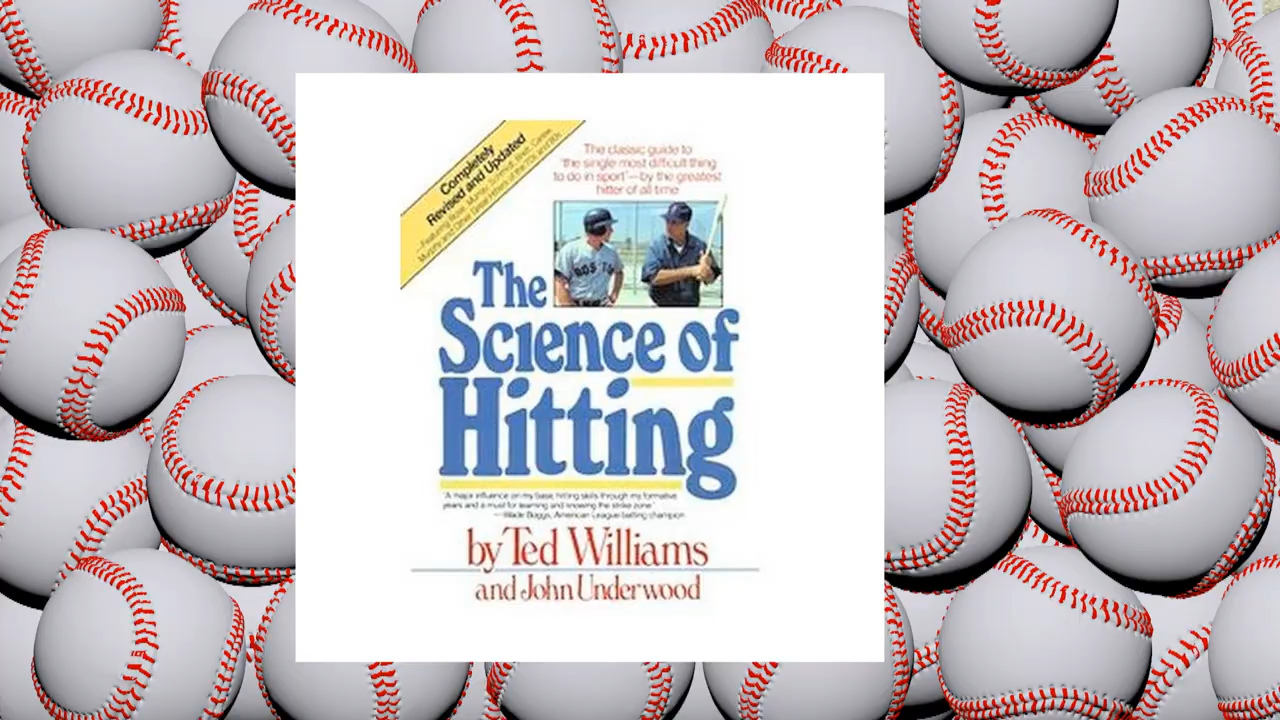 Completely
Revised and Updated
The classic guide to
"the single most difficult thing
to do in sport"—by the greatest
hitter of all time
BOSTO
The
Science of
Hitting
"A major influence on my basic hitting skills through my formative
years and a must for learning and knowing the strike zone"
—Wade Boggs, American League batting champion
by Ted Williams
and John Underwood